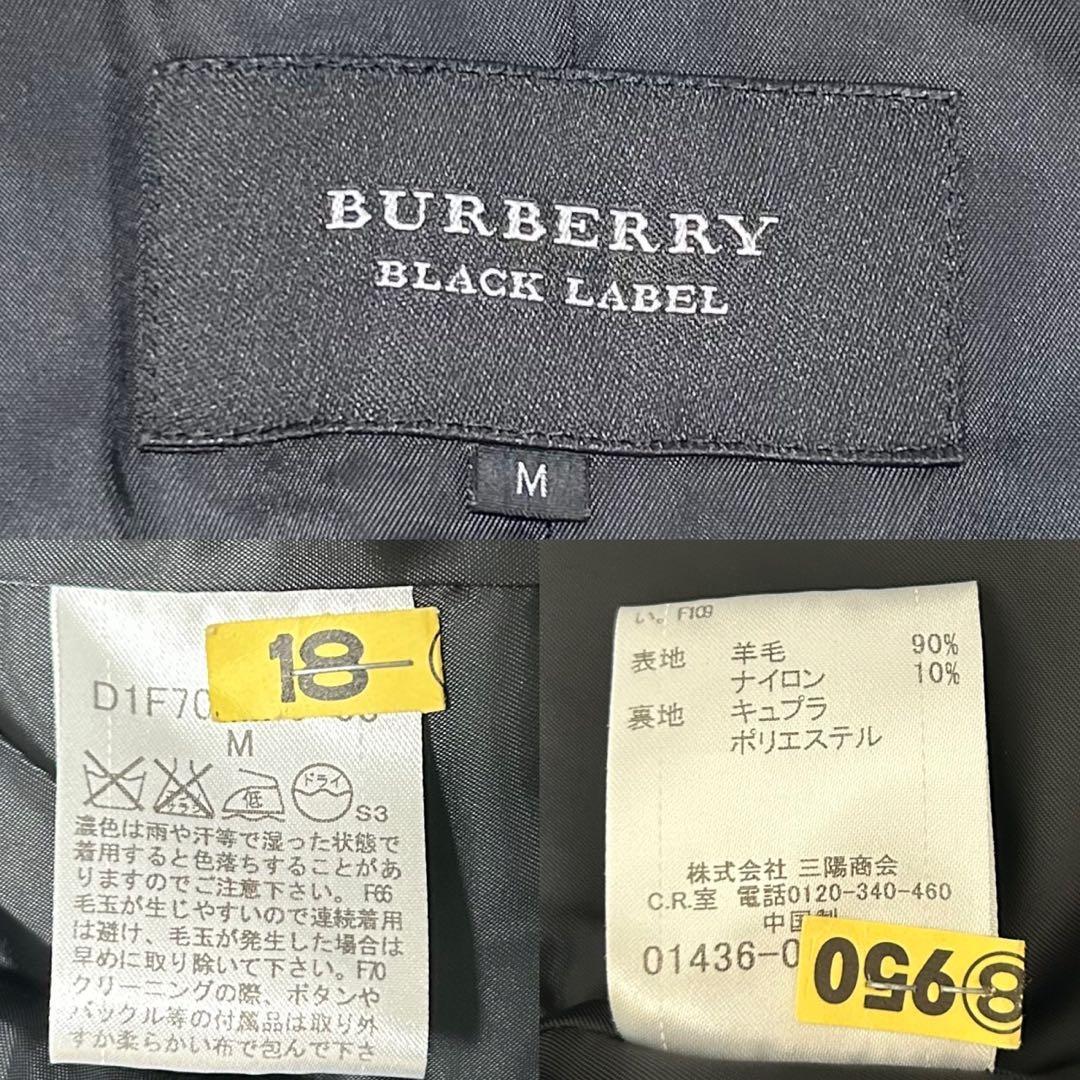 BURBERRY
BLACK LABEL
M
18
D1F70
M
ドライ
低
S3
濃色は雨や汗等で湿った状態で
着用すると色落ちすることがあ
りますのでご注意下さい。F66
毛玉が生じやすいので連続着用
は避け、毛玉が発生した場合は
早めに取り除いて下さい。F70
クリーニングの際、ボタンや
バックル等の付属品は取り外
すか柔らかい布で包んで下さ
い。F109
表地 羊毛 90%
ナイロン 10%
裏地 キュプラ
ポリエステル
株式会社 三陽商会
C.R.室 電話0120-340-460
中国製
01436-0
⑧950